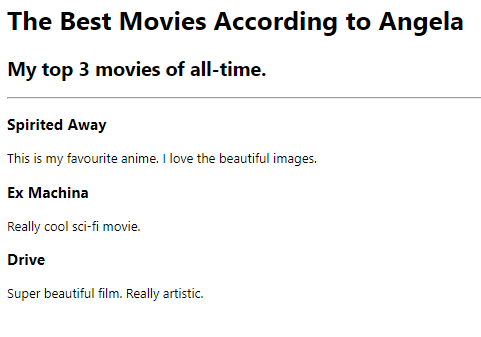 The Best Movies According to Angela
My top 3 movies of all-time.
Spirited Away
This is my favourite anime. I love the beautiful images.
Ex Machina
Really cool sci-fi movie.
Drive
Super beautiful film. Really artistic.